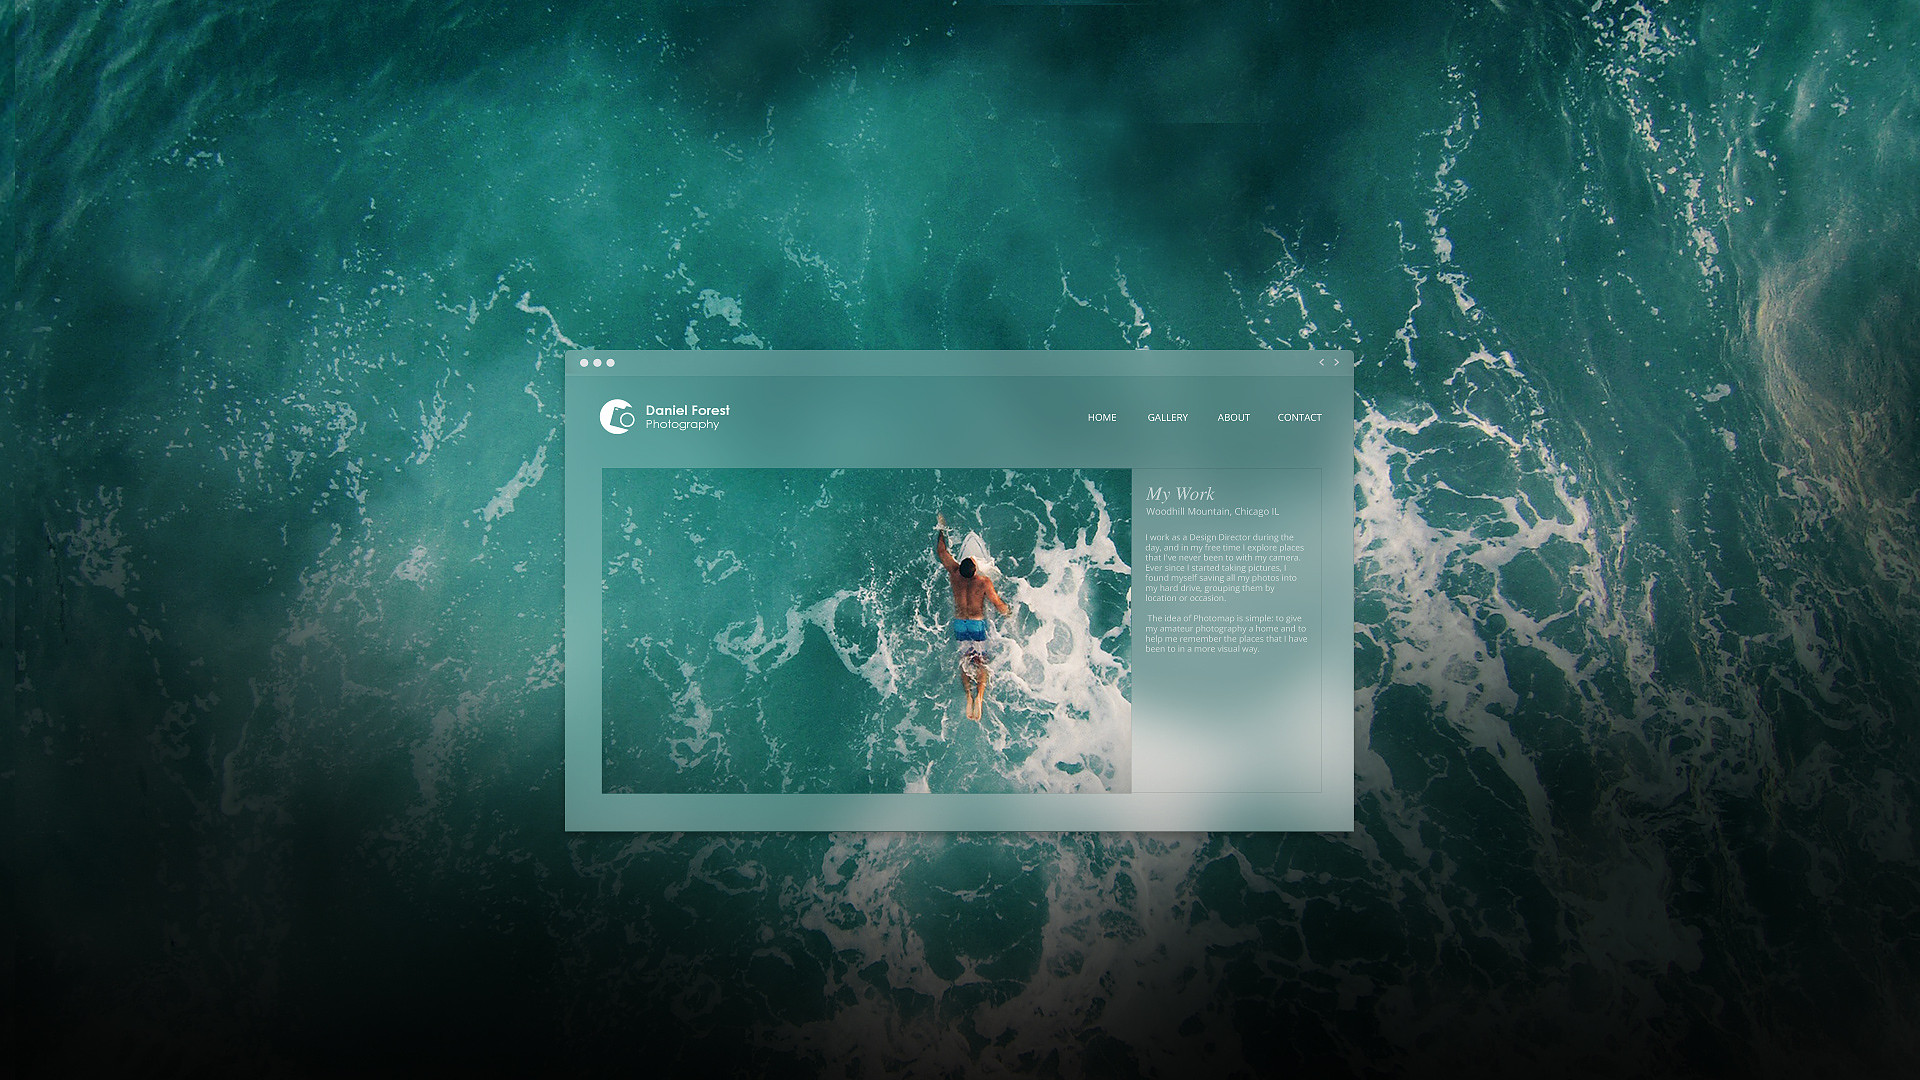 Daniel Forest
Photography
HOME GALLERY ABOUT CONTACT
My Work
Woodhill Mountain, Chicago IL
I work as a Design Director during the
day, and in my free time I explore places
that I've never been to with my camera.
Ever since I started taking pictures, I
found myself saving all my photos into
my hard drive, grouping them by
location or occasion.
The idea of Photomap is simple: to give
my amateur photography a home and to
help me remember the places that I have
been to in a more visual way.